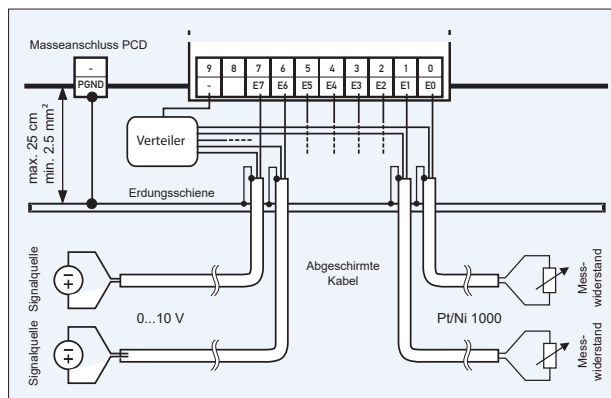 Masseanschluss PCD
-
PGND
9 8 7 6 5 4 3 2 1 0
- E7 E6 E5 E4 E3 E2 E1 E0
max. 25 cm
min. 2.5 mm²
Verteiler
Erdungsschiene
Signalquelle
Signalquelle
0...10 V
Abgeschirmte
Kabel
Pt/Ni 1000
Mess-
widerstand
Mess-
widerstand